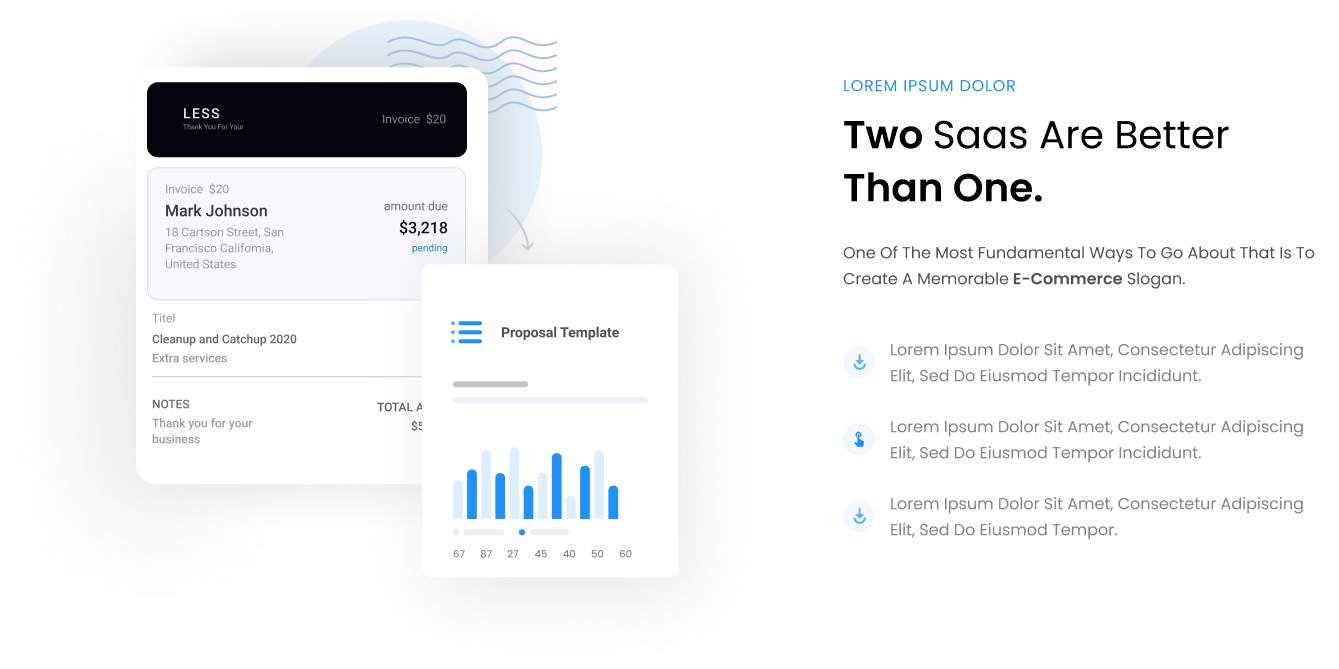 LESS
Thank You For Your
Invoice $20
Invoice $20
Mark Johnson
18 Cartson Street, San
Francisco California,
United States
amount due
$3,218
pending
Titel
Cleanup and Catchup 2020
Extra services
NOTES
Thank you for your
business
TOTAL
Proposal Template
67 87 27 45 40 50 60
LOREM IPSUM DOLOR
Two Saas Are Better
Than One.
One Of The Most Fundamental Ways To Go About That Is To
Create A Memorable E-Commerce Slogan.
Lorem Ipsum Dolor Sit Amet, Consectetur Adipiscing
Elit, Sed Do Eiusmod Tempor Incididunt.
Lorem Ipsum Dolor Sit Amet, Consectetur Adipiscing
Elit, Sed Do Eiusmod Tempor Incididunt.
Lorem Ipsum Dolor Sit Amet, Consectetur Adipiscing
Elit, Sed Do Eiusmod Tempor.